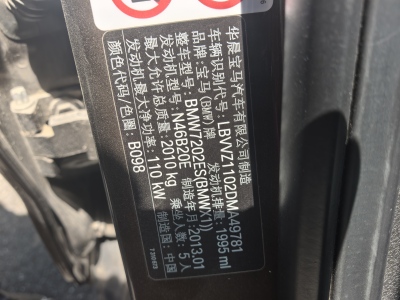 华晨宝马汽车有限公司制造
车辆识别代号: LBVVZ1102DMA49781
品牌: 宝马(BMW)牌 发动机排量: 1995 ml
整车型号: BMW7202ES(BMWX1))
发动机型号: N46B20E 制造年月: 2013.01
最大允许总质量: 2010 kg 乘坐人数: 5人
发动机最大净功率: 110 kW 制造国: 中国
颜色代码/色圈: B098